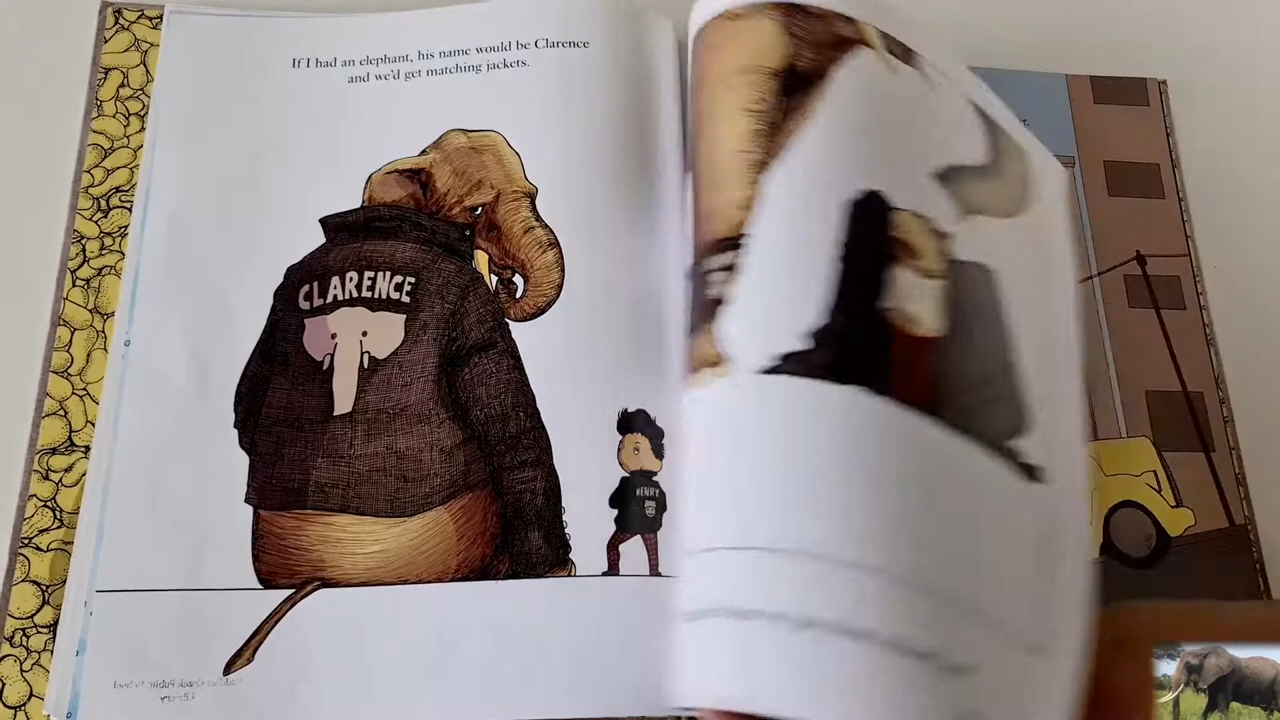 If I had an elephant, his name would be Clarence
and we'd get matching jackets.
CLARENCE
HENRY